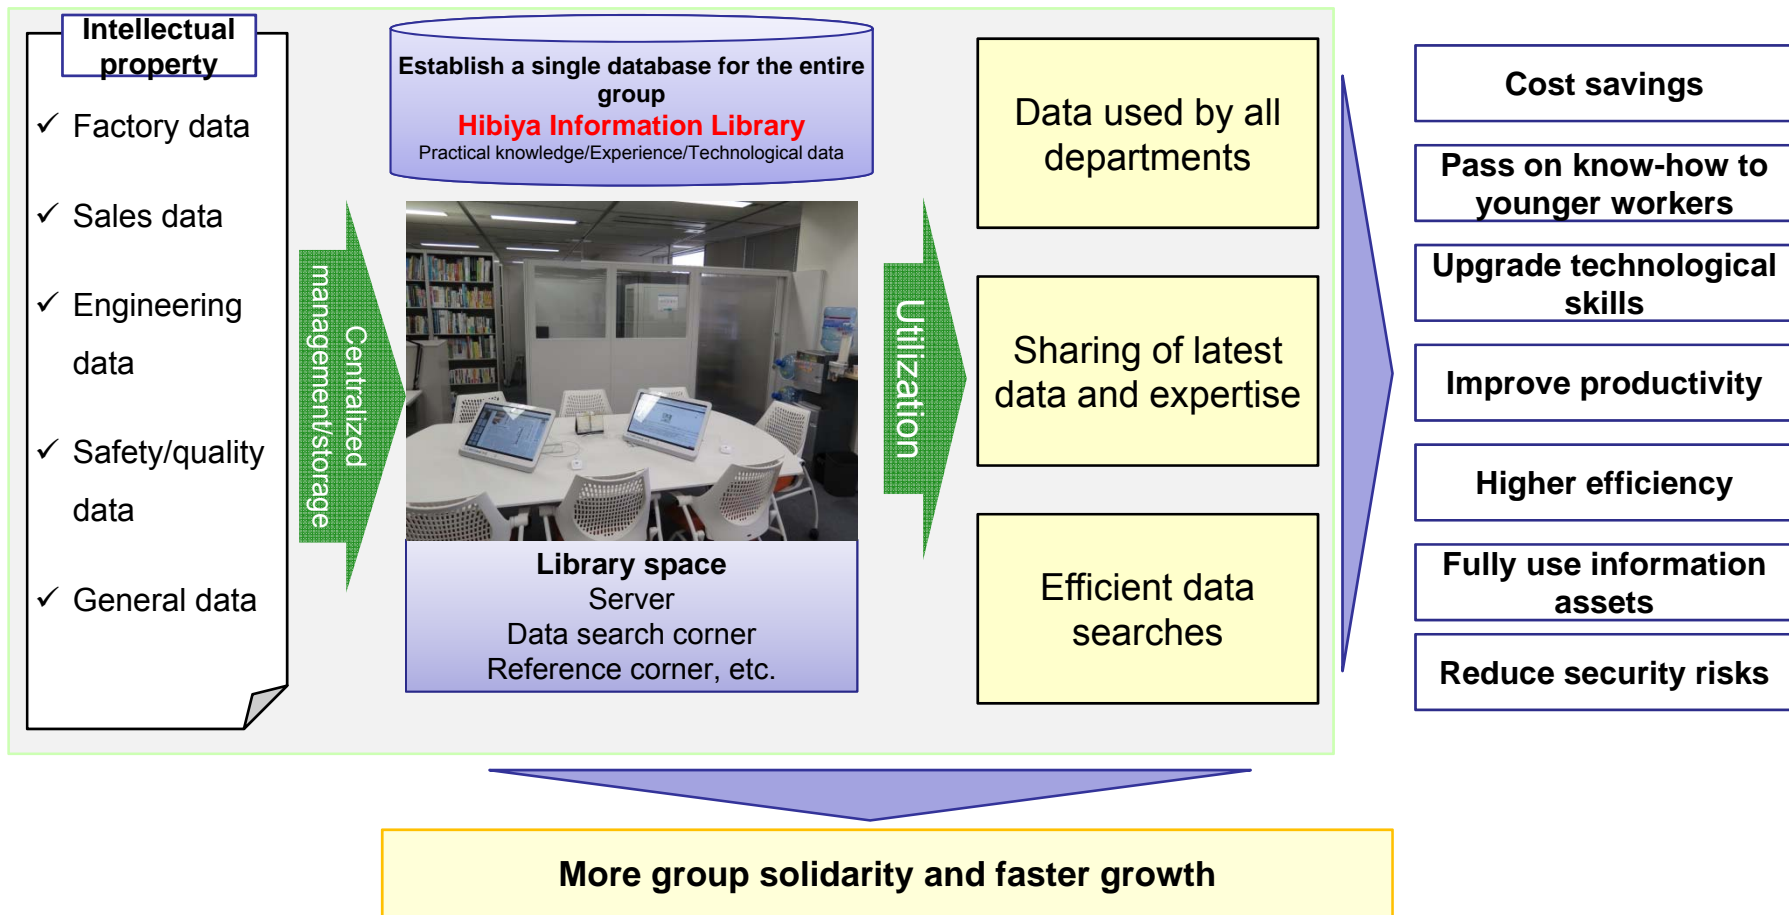 Intellectual
property
✓ Factory data
✓ Sales data
✓ Engineering
data
✓ Safety/quality
data
✓ General data
Centralized
management/storage
Establish a single database for the entire
group
Hibiya Information Library
Practical knowledge/Experience/Technological data
Library space
Server
Data search corner
Reference corner, etc.
Utilization
Data used by all
departments
Sharing of latest
data and expertise
Efficient data
searches
Cost savings
Pass on know-how to
younger workers
Upgrade technological
skills
Improve productivity
Higher efficiency
Fully use information
assets
Reduce security risks
More group solidarity and faster growth